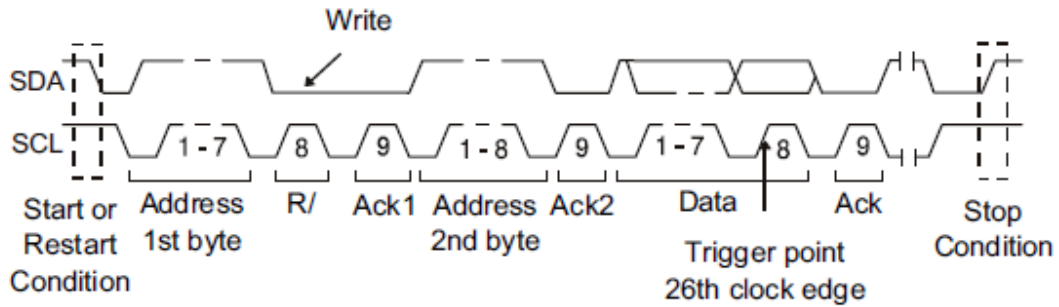 Write
SDA
SCL
1 - 7
8
9
1 - 8
9
1 - 7
8
9
Start or
Restart
Condition
Address
1st byte
R/
Ack1
Address
2nd byte
Ack2
Data
Ack
Stop
Condition
Trigger point
26th clock edge